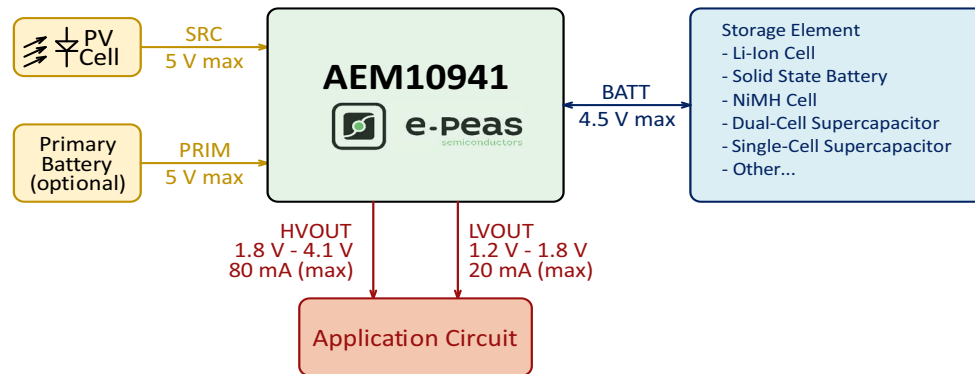 PV
Cell
SRC
5 V max
Primary
Battery
(optional)
PRIM
5 V max
AEM10941
e-peas
semiconductors
BATT
4.5 V max
Storage Element
- Li-Ion Cell
- Solid State Battery
- NiMH Cell
- Dual-Cell Supercapacitor
- Single-Cell Supercapacitor
- Other...
HVOUT
1.8 V - 4.1 V
80 mA (max)
LVOUT
1.2 V - 1.8 V
20 mA (max)
Application Circuit